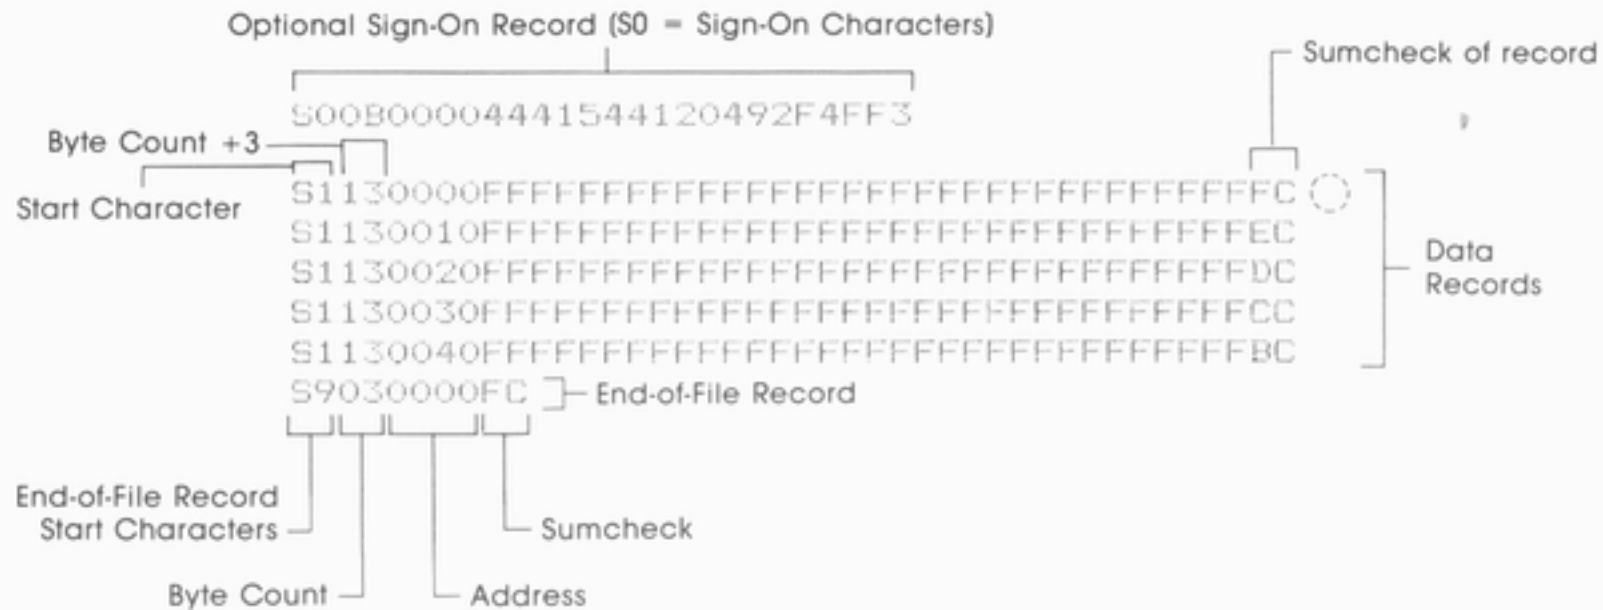 Optional Sign-On Record (S0 = Sign-On Characters)
Sumcheck of record
S00B00004441544120492F4FF3
Byte Count +3
Start Character
S1130000FFFFFFFFFFFFFFFFFFFFFFFFFFFFFFFFFC
S1130010FFFFFFFFFFFFFFFFFFFFFFFFFFFFFFFFEC
S1130020FFFFFFFFFFFFFFFFFFFFFFFFFFFFFFFFDC
S1130030FFFFFFFFFFFFFFFFFFFFFFFFFFFFFFFFCC
S1130040FFFFFFFFFFFFFFFFFFFFFFFFFFFFFFFFBC
Data
Records
S9030000FC
End-of-File Record
End-of-File Record
Start Characters
Sumcheck
Byte Count
Address